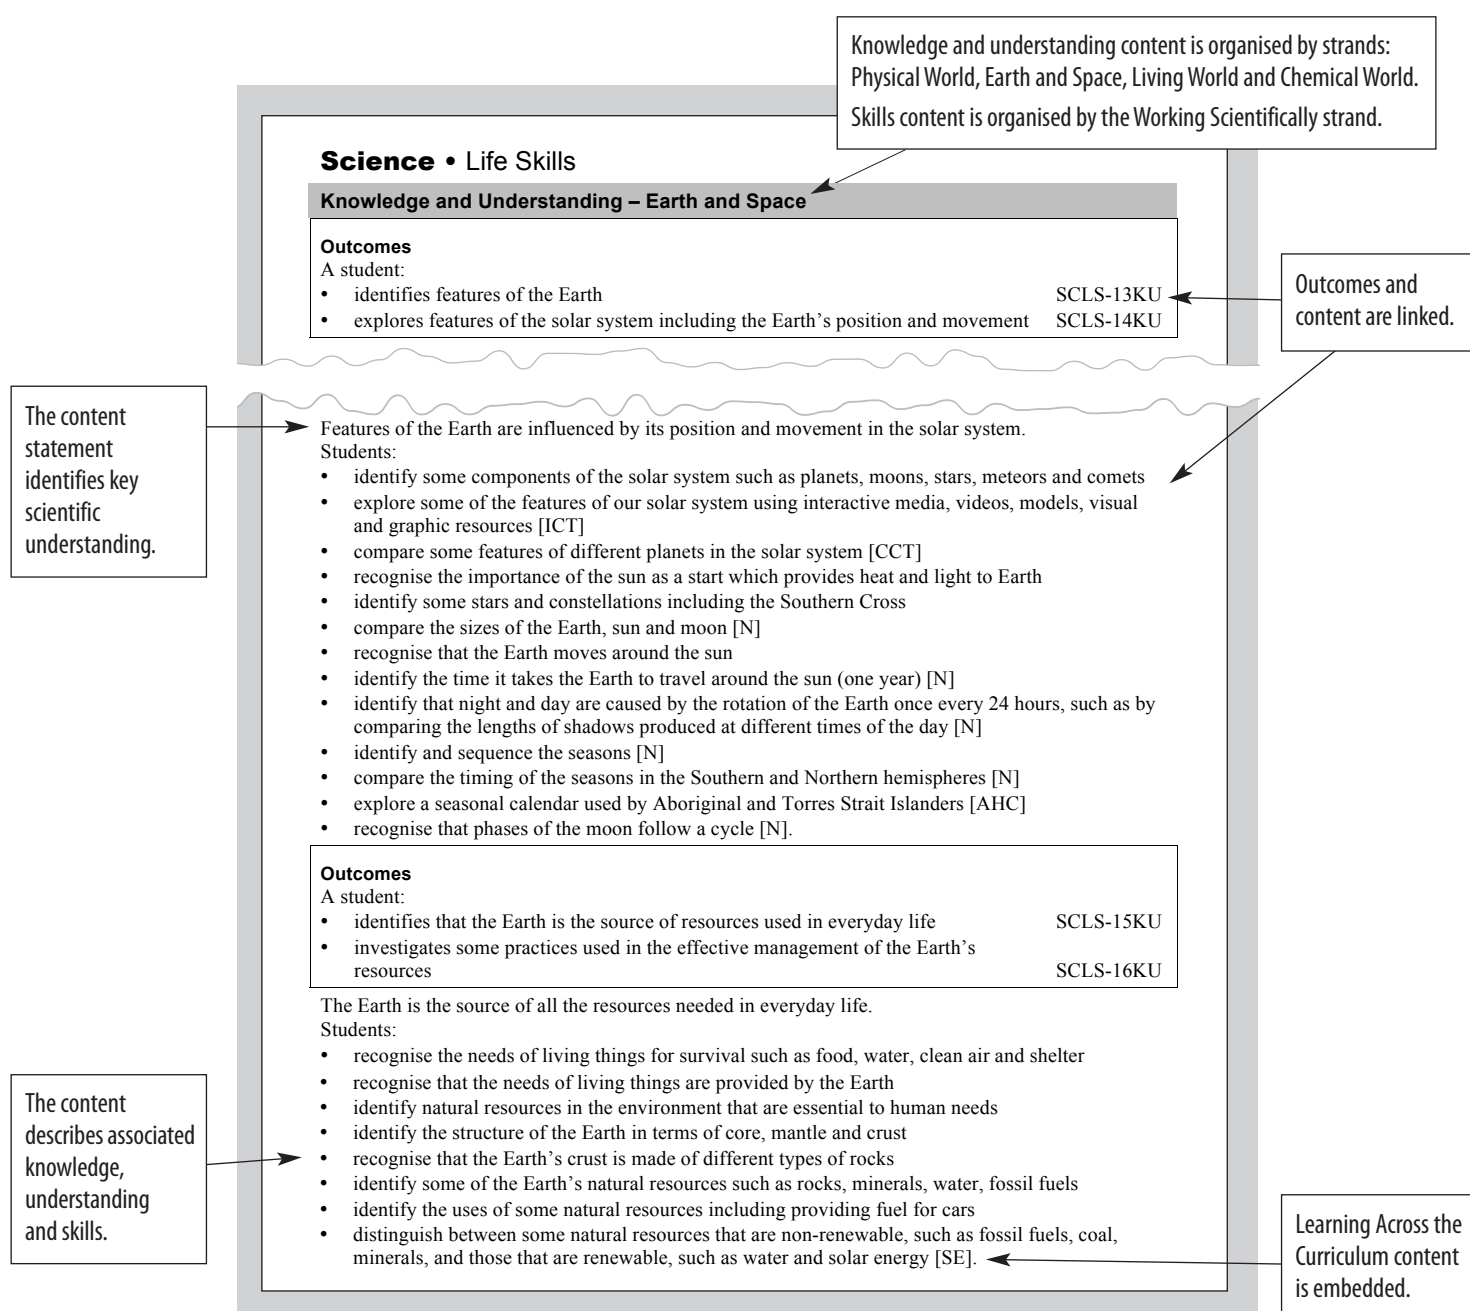 Knowledge and understanding content is organised by strands:
Physical World, Earth and Space, Living World and Chemical World.
Skills content is organised by the Working Scientifically strand.
Science • Life Skills
Knowledge and Understanding – Earth and Space
Outcomes
A student:
• identifies features of the Earth SCLS-13KU
• explores features of the solar system including the Earth's position and movement SCLS-14KU
Outcomes and
content are linked.
The content
statement
identifies key
scientific
understanding.
Features of the Earth are influenced by its position and movement in the solar system.
Students:
• identify some components of the solar system such as planets, moons, stars, meteors and comets
• explore some of the features of our solar system using interactive media, videos, models, visual
and graphic resources [ICT]
• compare some features of different planets in the solar system [CCT]
• recognise the importance of the sun as a start which provides heat and light to Earth
• identify some stars and constellations including the Southern Cross
• compare the sizes of the Earth, sun and moon [N]
• recognise that the Earth moves around the sun
• identify the time it takes the Earth to travel around the sun (one year) [N]
• identify that night and day are caused by the rotation of the Earth once every 24 hours, such as by
comparing the lengths of shadows produced at different times of the day [N]
• identify and sequence the seasons [N]
• compare the timing of the seasons in the Southern and Northern hemispheres [N]
• explore a seasonal calendar used by Aboriginal and Torres Strait Islanders [AHC]
• recognise that phases of the moon follow a cycle [N].
Outcomes
A student:
• identifies that the Earth is the source of resources used in everyday life SCLS-15KU
• investigates some practices used in the effective management of the Earth's
resources SCLS-16KU
The Earth is the source of all the resources needed in everyday life.
Students:
• recognise the needs of living things for survival such as food, water, clean air and shelter
• recognise that the needs of living things are provided by the Earth
• identify natural resources in the environment that are essential to human needs
• identify the structure of the Earth in terms of core, mantle and crust
• recognise that the Earth's crust is made of different types of rocks
• identify some of the Earth's natural resources such as rocks, minerals, water, fossil fuels
• identify the uses of some natural resources including providing fuel for cars
• distinguish between some natural resources that are non-renewable, such as fossil fuels, coal,
minerals, and those that are renewable, such as water and solar energy [SE].
The content
describes associated
knowledge,
understanding
and skills.
Learning Across the
Curriculum content
is embedded.